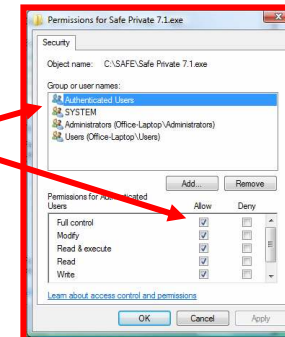 Permissions for Safe Private 7.1.exe
Security
Object name: C:\SAFE\Safe Private 7.1.exe
Group or user names:
Authenticated Users
SYSTEM
Administrators (Office-Laptop\Administrators)
Users (Office-Laptop\Users)
Add... Remove
Permissions for Authenticated Users Allow Deny
Full control
Modify
Read & execute
Read
Write
Learn about access control and permissions
OK Cancel Apply